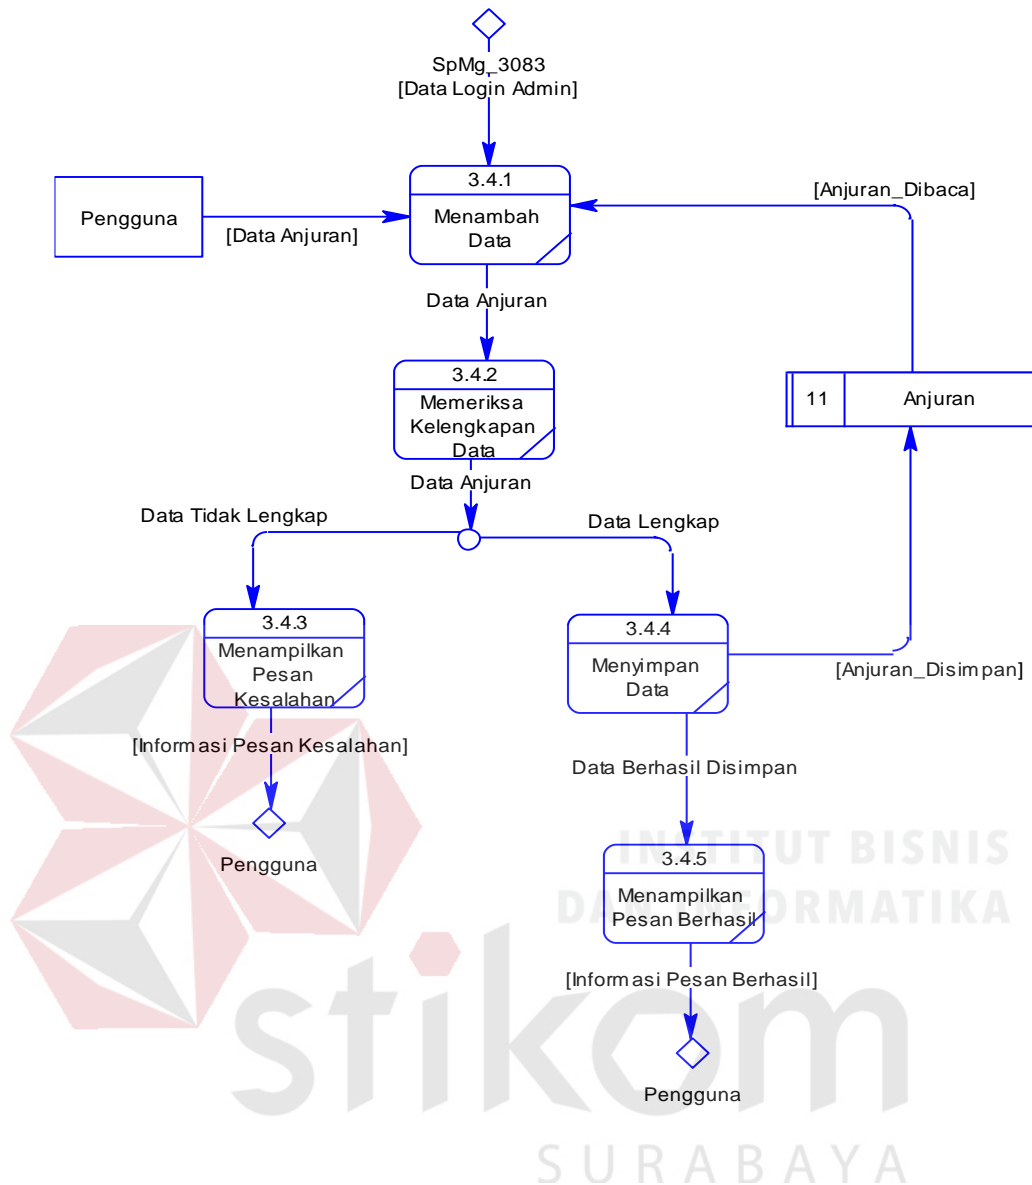 SpMg_3083
[Data Login Admin]
3.4.1
Menambah
Data
[Anjuran_Dibaca]
Pengguna
[Data Anjuran]
Data Anjuran
3.4.2
Memeriksa
Kelengkapan
Data
11
Anjuran
Data Anjuran
Data Tidak Lengkap
Data Lengkap
3.4.3
Menampilkan
Pesan
Kesalahan
3.4.4
Menyimpan
Data
[Anjuran_Disimpan]
[Informasi Pesan Kesalahan]
Data Berhasil Disimpan
Pengguna
3.4.5
Menampilkan
Pesan Berhasil
INSTITUT BISNIS
DAN INFORMATIKA
[Informasi Pesan Berhasil]
stikom
Pengguna
SURABAYA